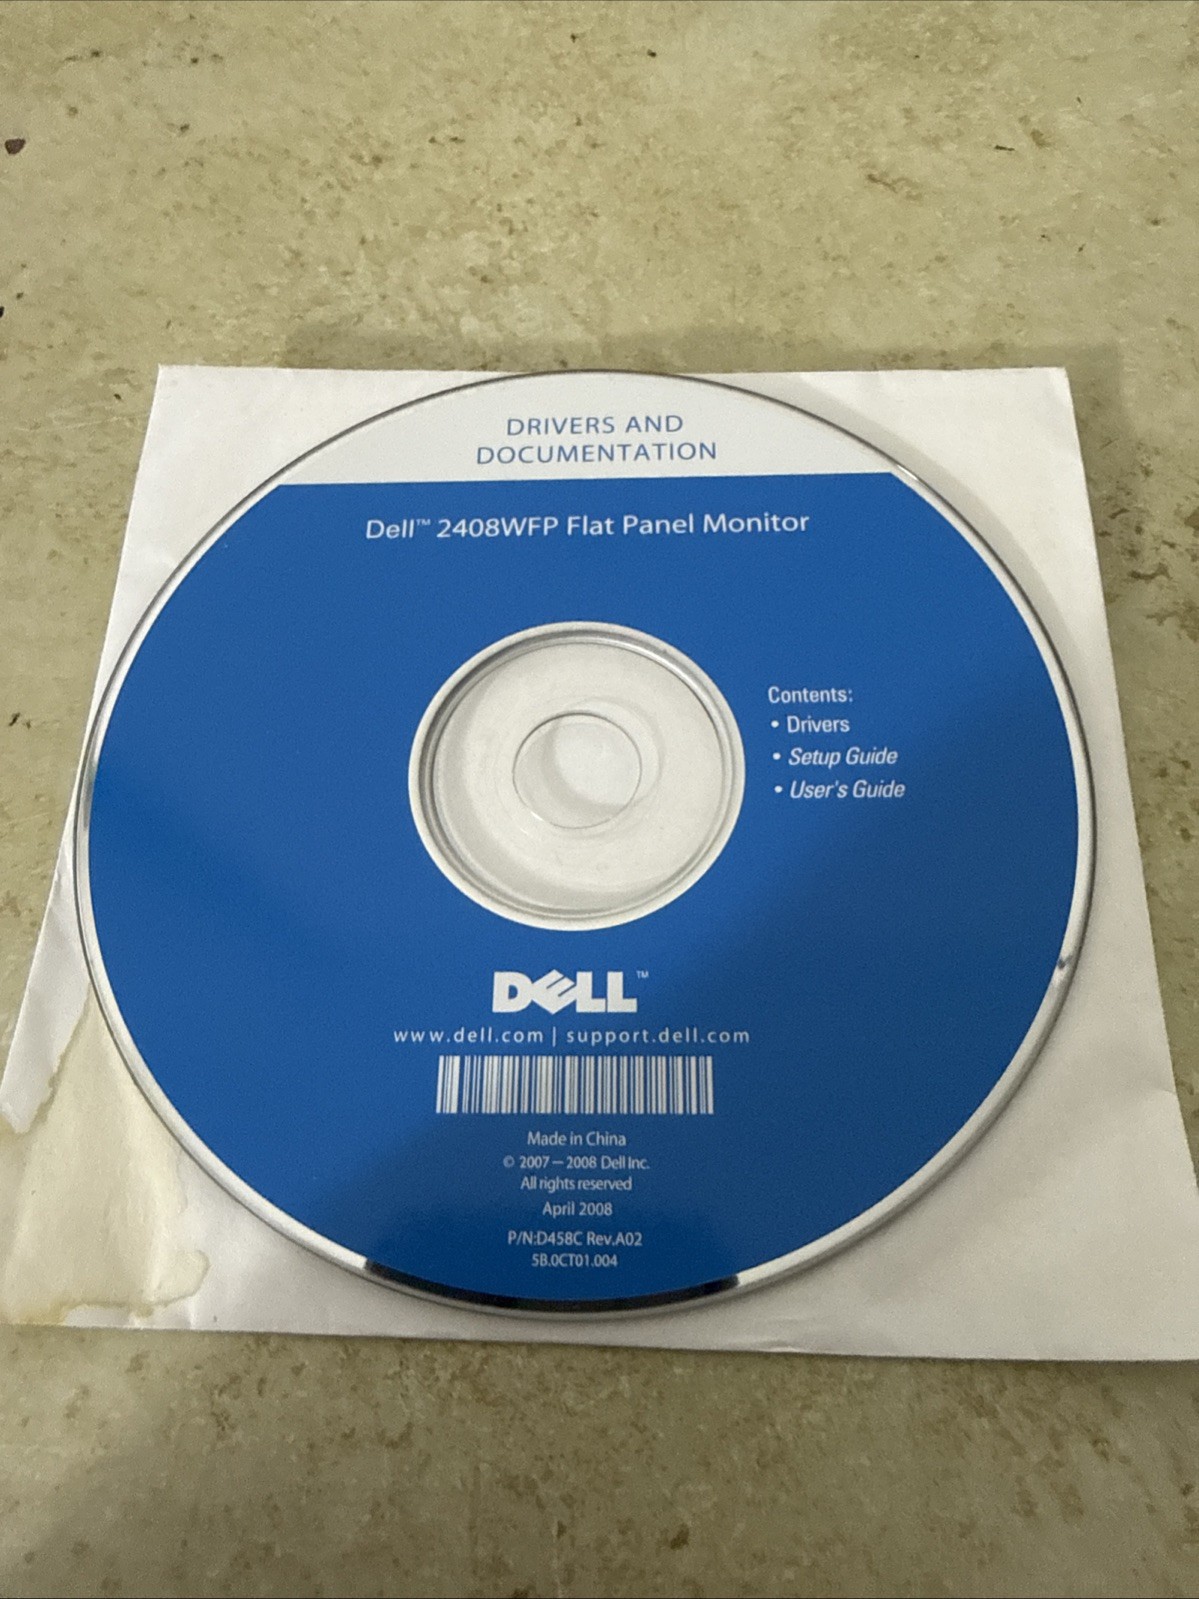 DRIVERS AND
DOCUMENTATION
Dell™ 2408WFP Flat Panel Monitor
Contents:
• Drivers
• Setup Guide
• User's Guide
DELL™
www.dell.com | support.dell.com
Made in China
© 2007 – 2008 Dell Inc.
All rights reserved
April 2008
P/N:D458C Rev.A02
5B.0CT01.004